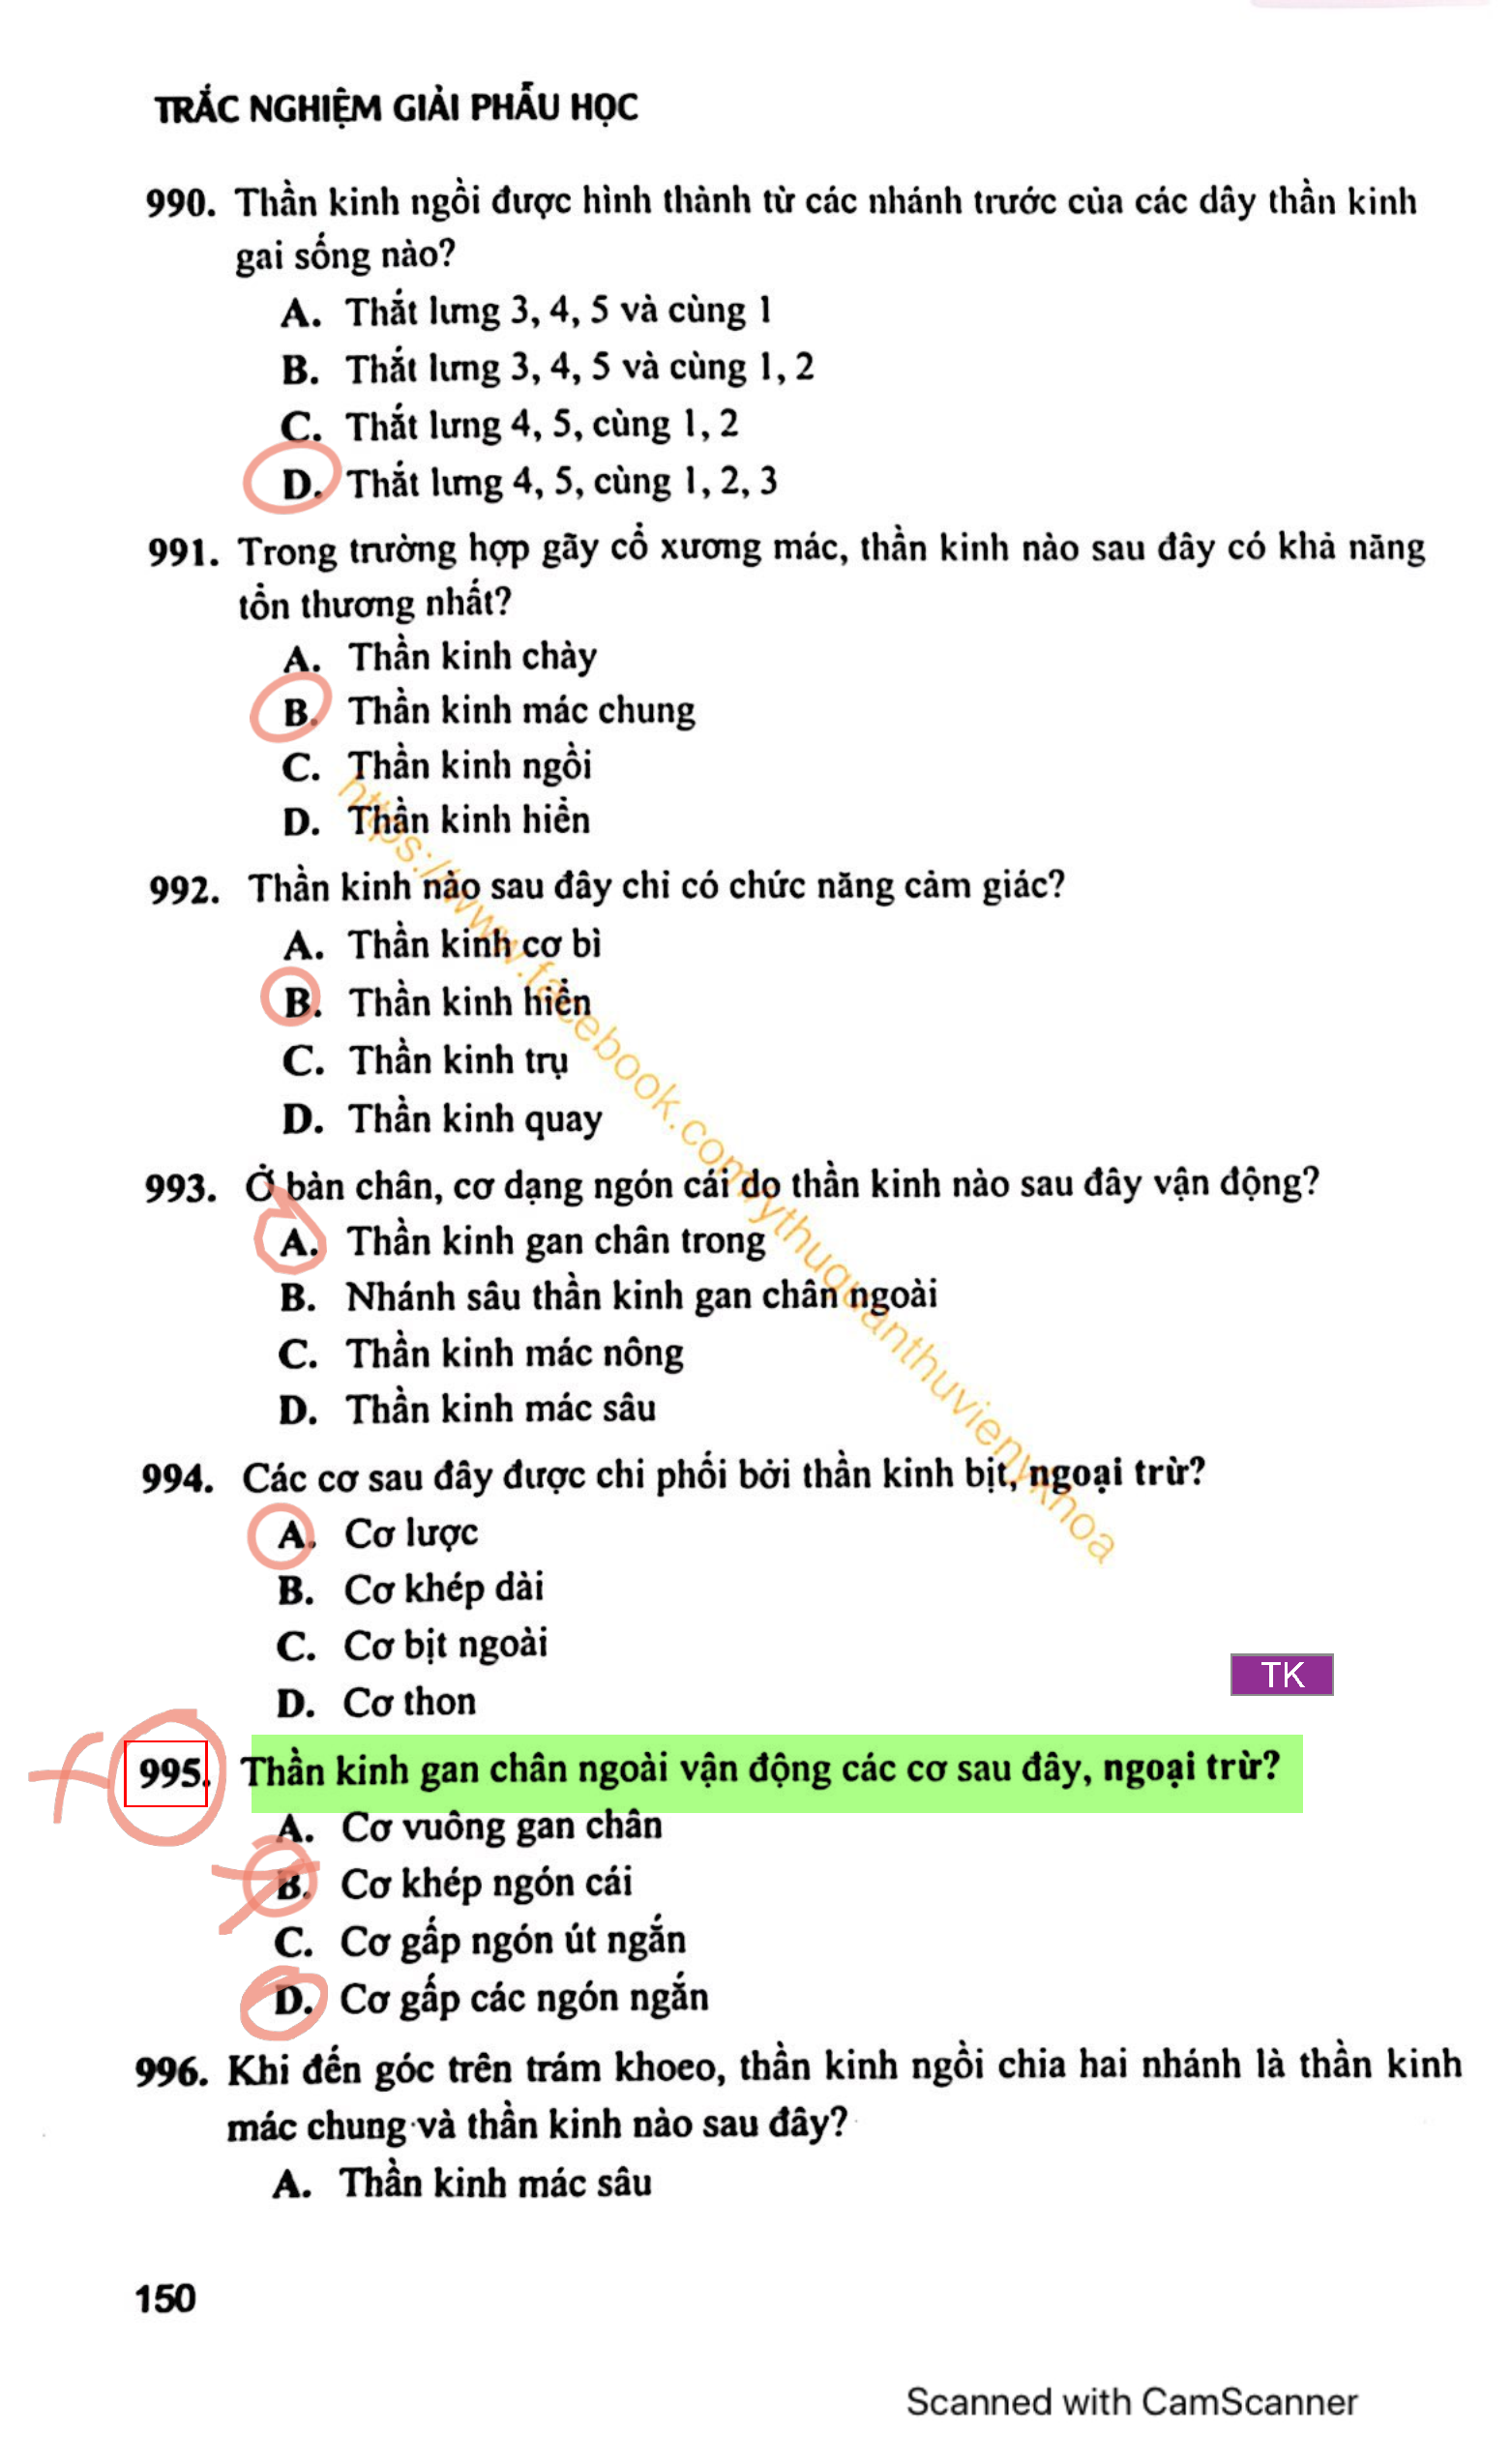 TRẮC NGHIỆM GIẢI PHẪU HỌC
990. Thần kinh ngồi được hình thành từ các nhánh trước của các dây thần kinh
gai sống nào?
A. Thắt lưng 3, 4, 5 và cùng 1
B. Thắt lưng 3, 4, 5 và cùng 1, 2
C. Thắt lưng 4, 5, cùng 1, 2
D. Thắt lưng 4, 5, cùng 1, 2, 3
991. Trong trường hợp gãy cổ xương mác, thần kinh nào sau đây có khả năng
tổn thương nhất?
A. Thần kinh chày
B. Thần kinh mác chung
C. Thần kinh ngồi
D. Thần kinh hiển
992. Thần kinh nào sau đây chỉ có chức năng cảm giác?
A. Thần kinh cơ bì
B. Thần kinh hiển
C. Thần kinh trụ
D. Thần kinh quay
993. Ở bàn chân, cơ dạng ngón cái do thần kinh nào sau đây vận động?
A. Thần kinh gan chân trong
B. Nhánh sâu thần kinh gan chân ngoài
C. Thần kinh mác nông
D. Thần kinh mác sâu
994. Các cơ sau đây được chi phối bởi thần kinh bịt, ngoại trừ?
A. Cơ lược
B. Cơ khép dài
C. Cơ bịt ngoài
D. Cơ thon
TK
995. Thần kinh gan chân ngoài vận động các cơ sau đây, ngoại trừ?
A. Cơ vuông gan chân
B. Cơ khép ngón cái
C. Cơ gấp ngón út ngắn
D. Cơ gấp các ngón ngắn
996. Khi đến góc trên trám khoeo, thần kinh ngồi chia hai nhánh là thần kinh
mác chung và thần kinh nào sau đây?
A. Thần kinh mác sâu
150
https://www.facebook.com/ythuquanthuvienykhoa
Scanned with CamScanner